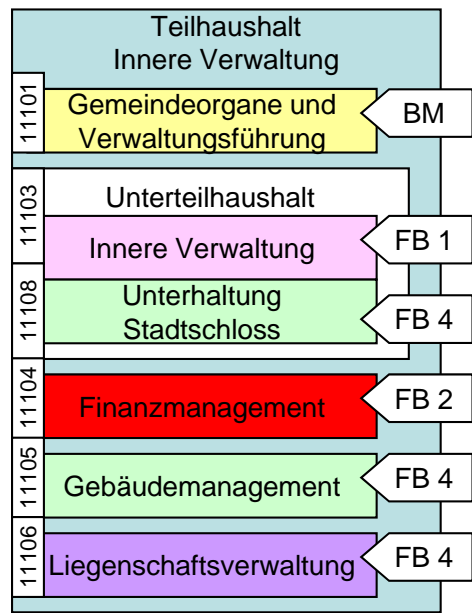 Teilhaushalt
Innere Verwaltung
11101
Gemeindeorgane und
Verwaltungsführung
BM
11103
Unterteilhaushalt
Innere Verwaltung
FB 1
11108
Unterhaltung
Stadtschloss
FB 4
11104
Finanzmanagement
FB 2
11105
Gebäudemanagement
FB 4
11106
Liegenschaftsverwaltung
FB 4